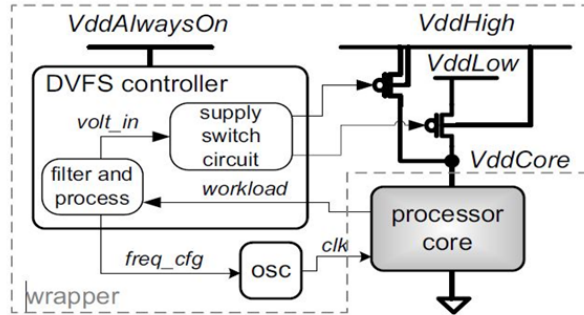 VddAlwaysOn
VddHigh
DVFS controller
VddLow
volt_in
supply
switch
circuit
VddCore
filter and
process
workload
processor
core
freq_cfg
osc
clk
wrapper